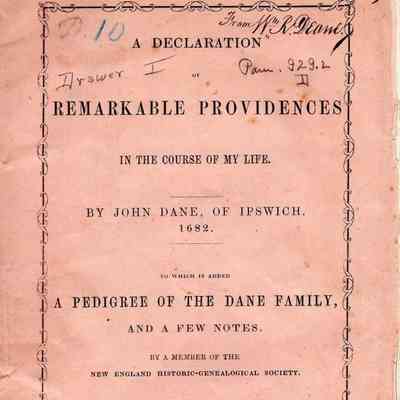 From Wm. R. Deane.
D. 10
A DECLARATION
OF
Drawer I
Pam. 929.2
D
REMARKABLE PROVIDENCES
IN THE COURSE OF MY LIFE.
BY JOHN DANE, OF IPSWICH,
1682.
TO WHICH IS ADDED
A PEDIGREE OF THE DANE FAMILY,
AND A FEW NOTES.
BY A MEMBER OF THE
NEW ENGLAND HISTORIC-GENEALOGICAL SOCIETY.